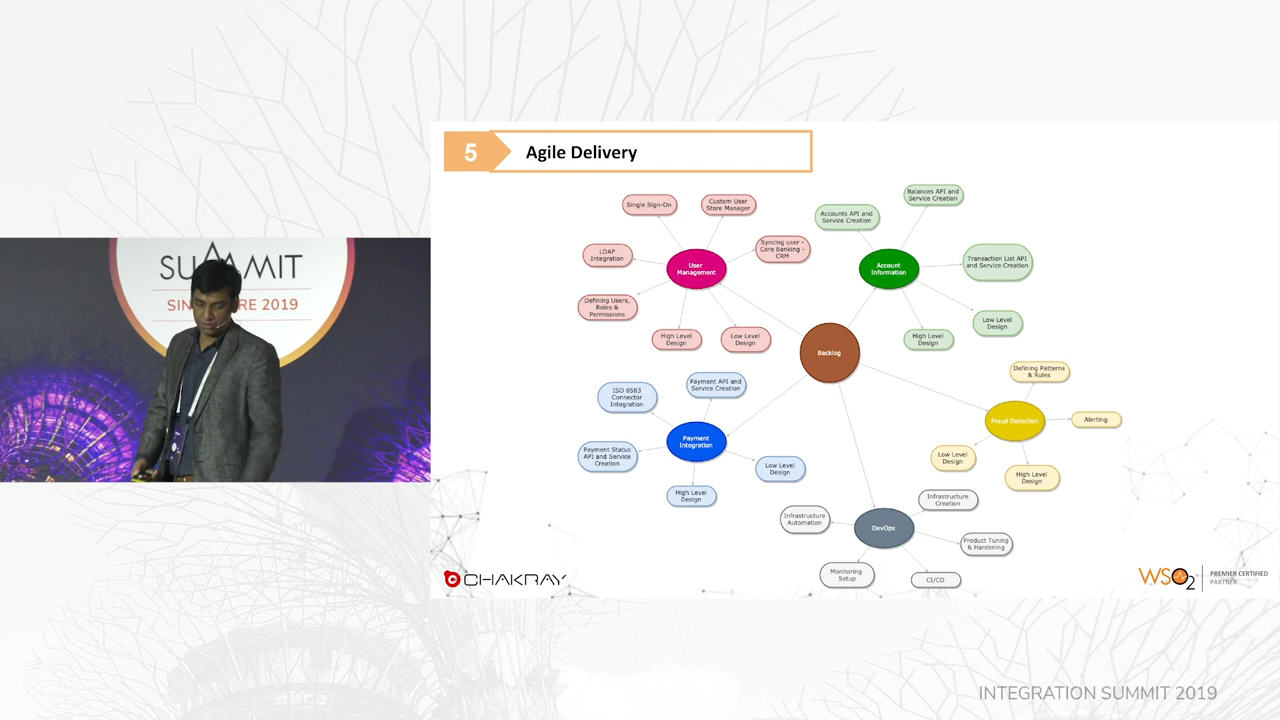 5
Agile Delivery
Single Sign-On
Custom User
Store Manager
LDAP
Integration
Syncing user -
Core Banking -
CRM
User
Management
Defining Users,
Roles &
Permissions
High Level
Design
Low Level
Design
Accounts API and
Service Creation
Balances API and
Service Creation
Account
Information
Transaction List API
and Service Creation
Low Level
Design
High Level
Design
Backlog
Defining Patterns
& Rules
Fraud Detection
Alerting
Low Level
Design
High Level
Design
ISO 8583
Connector
Integration
Payment API and
Service Creation
Payment
Integration
Payment Status
API and Service
Creation
Low Level
Design
High Level
Design
Infrastructure
Automation
Infrastructure
Creation
DevOps
Product Tuning
& Hardening
Monitoring
Setup
CI/CD
CHAKRAY
WSO2
PREMIER CERTIFIED
PARTNER
SUMMIT
2019
INTEGRATION SUMMIT 2019